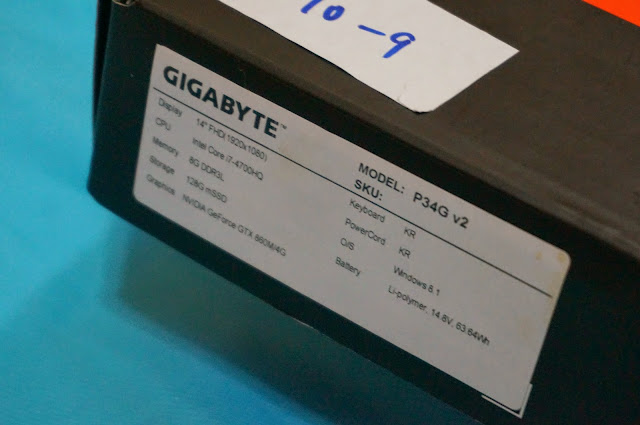 10-9
GIGABYTE™
MODEL: P34G v2
SKU:
Display 14" FHD(1920x1080)
CPU Intel Core i7-4700HQ
Memory 8G DDR3L
Storage 128G mSSD
Graphics NVIDIA GeForce GTX 860M/4G
Keyboard KR
PowerCord KR
O/S Windows 8.1
Battery Li-polymer, 14.8V, 63.64Wh